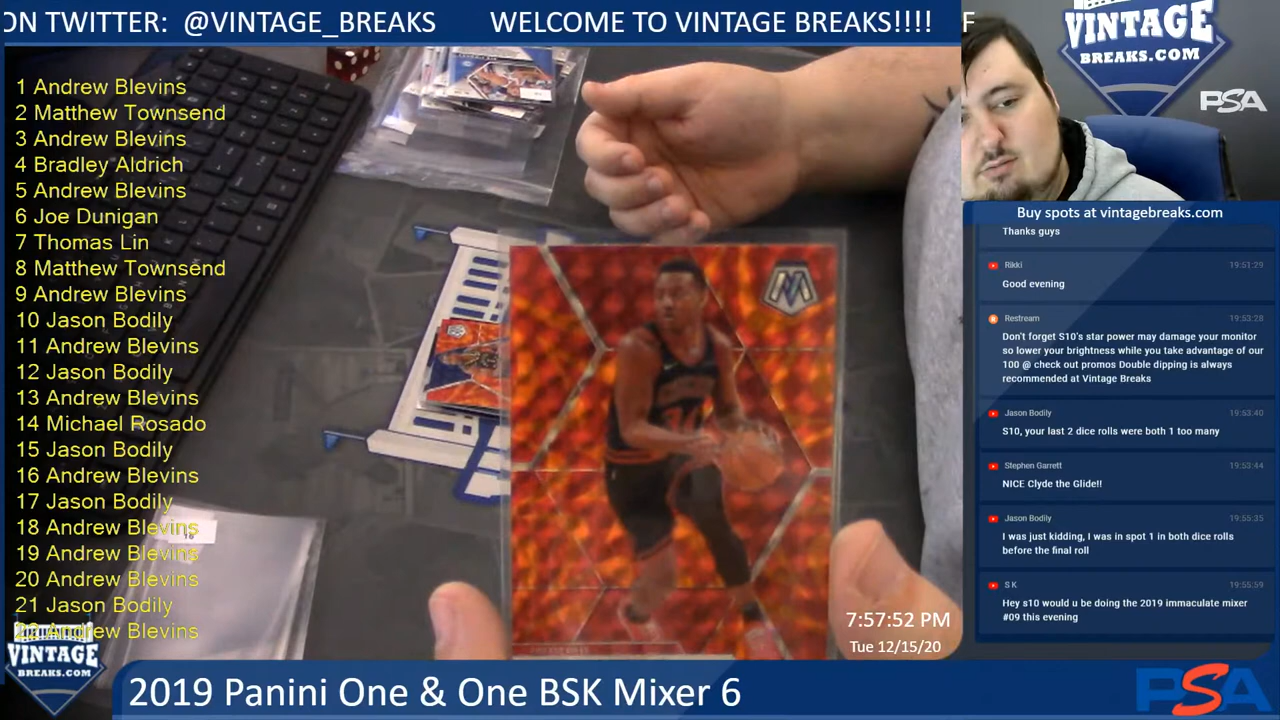 ON TWITTER: @VINTAGE_BREAKS WELCOME TO VINTAGE BREAKS!!!! F
VINTAGE
BREAKS.COM
PSA
1 Andrew Blevins
2 Matthew Townsend
3 Andrew Blevins
4 Bradley Aldrich
5 Andrew Blevins
6 Joe Dunigan
7 Thomas Lin
8 Matthew Townsend
9 Andrew Blevins
10 Jason Bodily
11 Andrew Blevins
12 Jason Bodily
13 Andrew Blevins
14 Michael Rosado
15 Jason Bodily
16 Andrew Blevins
17 Jason Bodily
18 Andrew Blevins
19 Andrew Blevins
20 Andrew Blevins
21 Jason Bodily
22 Andrew Blevins
Buy spots at vintagebreaks.com
Thanks guys
Rikki 19:51:29
Good evening
Restream 19:53:28
Don't forget S10's star power may damage your monitor
so lower your brightness while you take advantage of our
100 @ check out promos Double dipping is always
recommended at Vintage Breaks
Jason Bodily 19:53:40
S10, your last 2 dice rolls were both 1 too many
Stephen Garrett 19:53:44
NICE Clyde the Glide!!
Jason Bodily 19:55:35
I was just kidding, I was in spot 1 in both dice rolls
before the final roll
S K 19:55:59
Hey s10 would u be doing the 2019 immaculate mixer
#09 this evening
M
7:57:52 PM
Tue 12/15/20
VINTAGE
BREAKS.COM
2019 Panini One & One BSK Mixer 6
PSA